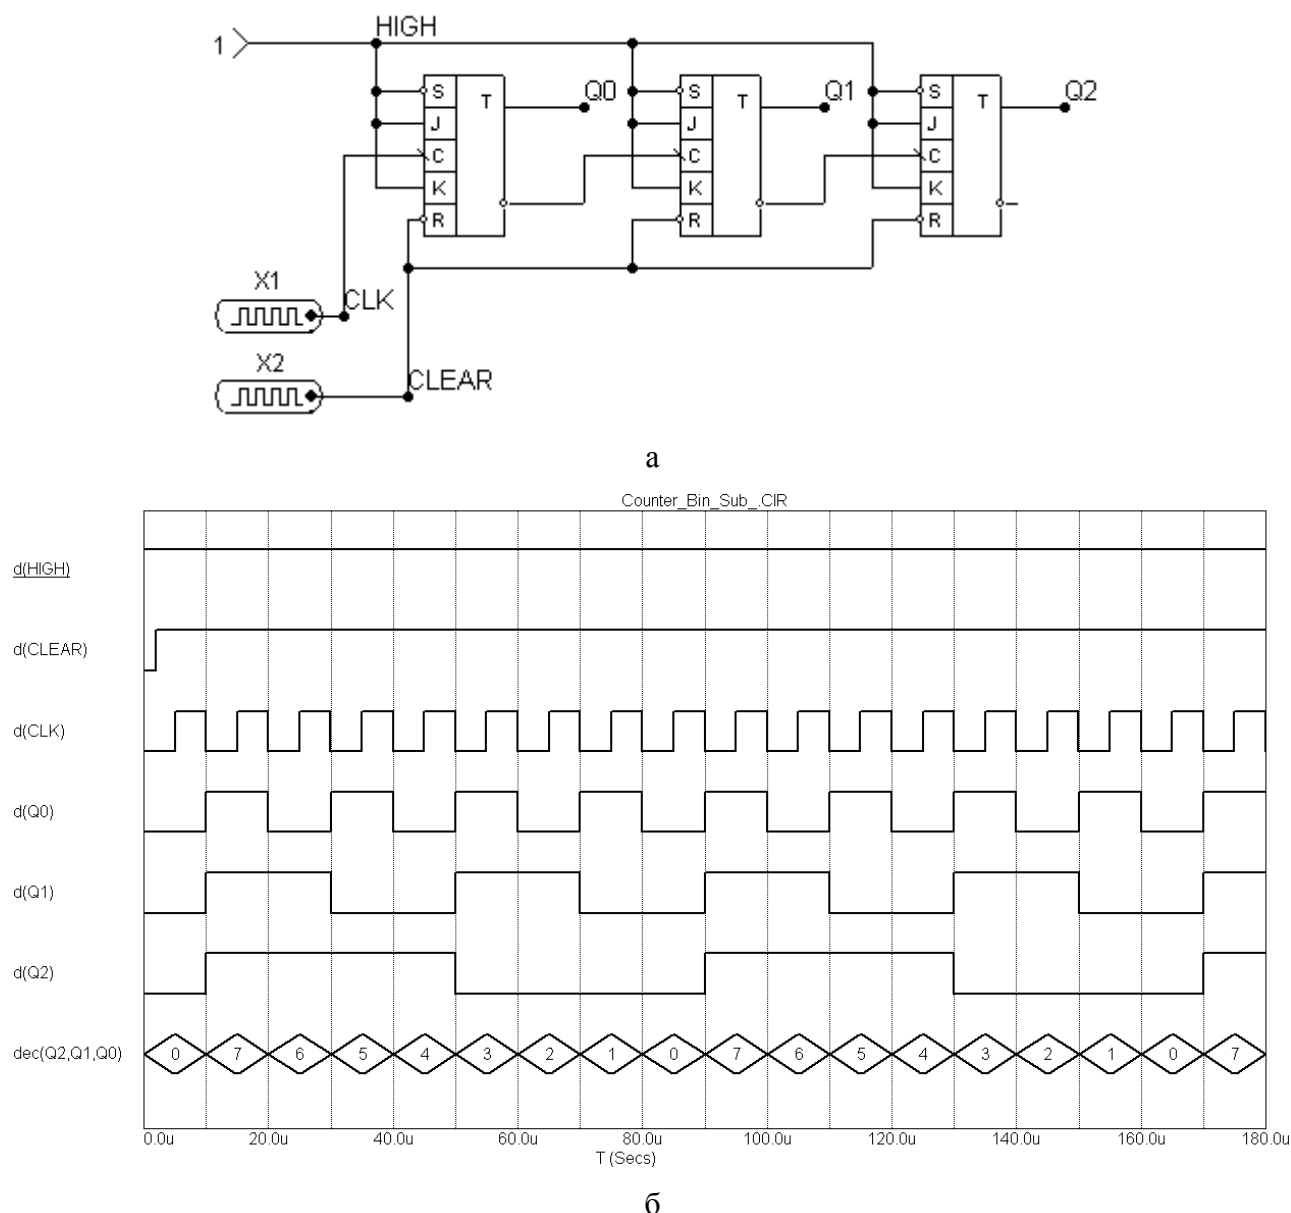 HIGH
1
S T Q0 S T Q1 S T Q2
J J J
C C C
K K K
R R R
X1
CLK
X2
CLEAR
а
Counter_Bin_Sub_.CIR
d(HIGH)
d(CLEAR)
d(CLK)
d(Q0)
d(Q1)
d(Q2)
dec(Q2,Q1,Q0) 0 7 6 5 4 3 2 1 0 7 6 5 4 3 2 1 0 7
0.0u 20.0u 40.0u 60.0u 80.0u 100.0u 120.0u 140.0u 160.0u 180.0u
T (Secs)
б